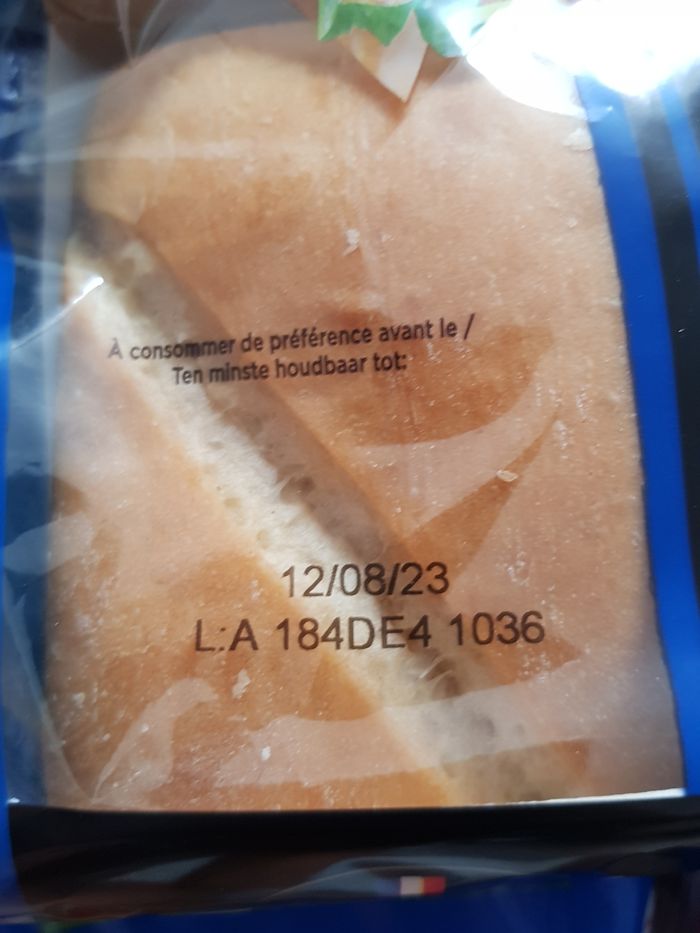 À consommer de préférence avant le /
Ten minste houdbaar tot:
12/08/23
L:A 184DE4 1036